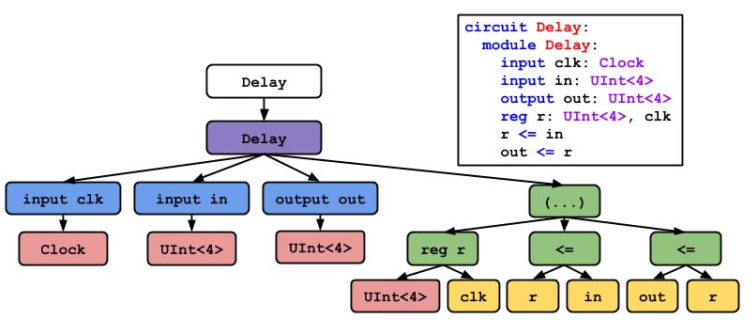 circuit Delay:
module Delay:
input clk: Clock
input in: UInt<4>
output out: UInt<4>
reg r: UInt<4>, clk
r <= in
out <= r
Delay
Delay
input clk
input in
output out
(...)
Clock
UInt<4>
UInt<4>
reg r
<=
<=
UInt<4>
clk
r
in
out
r